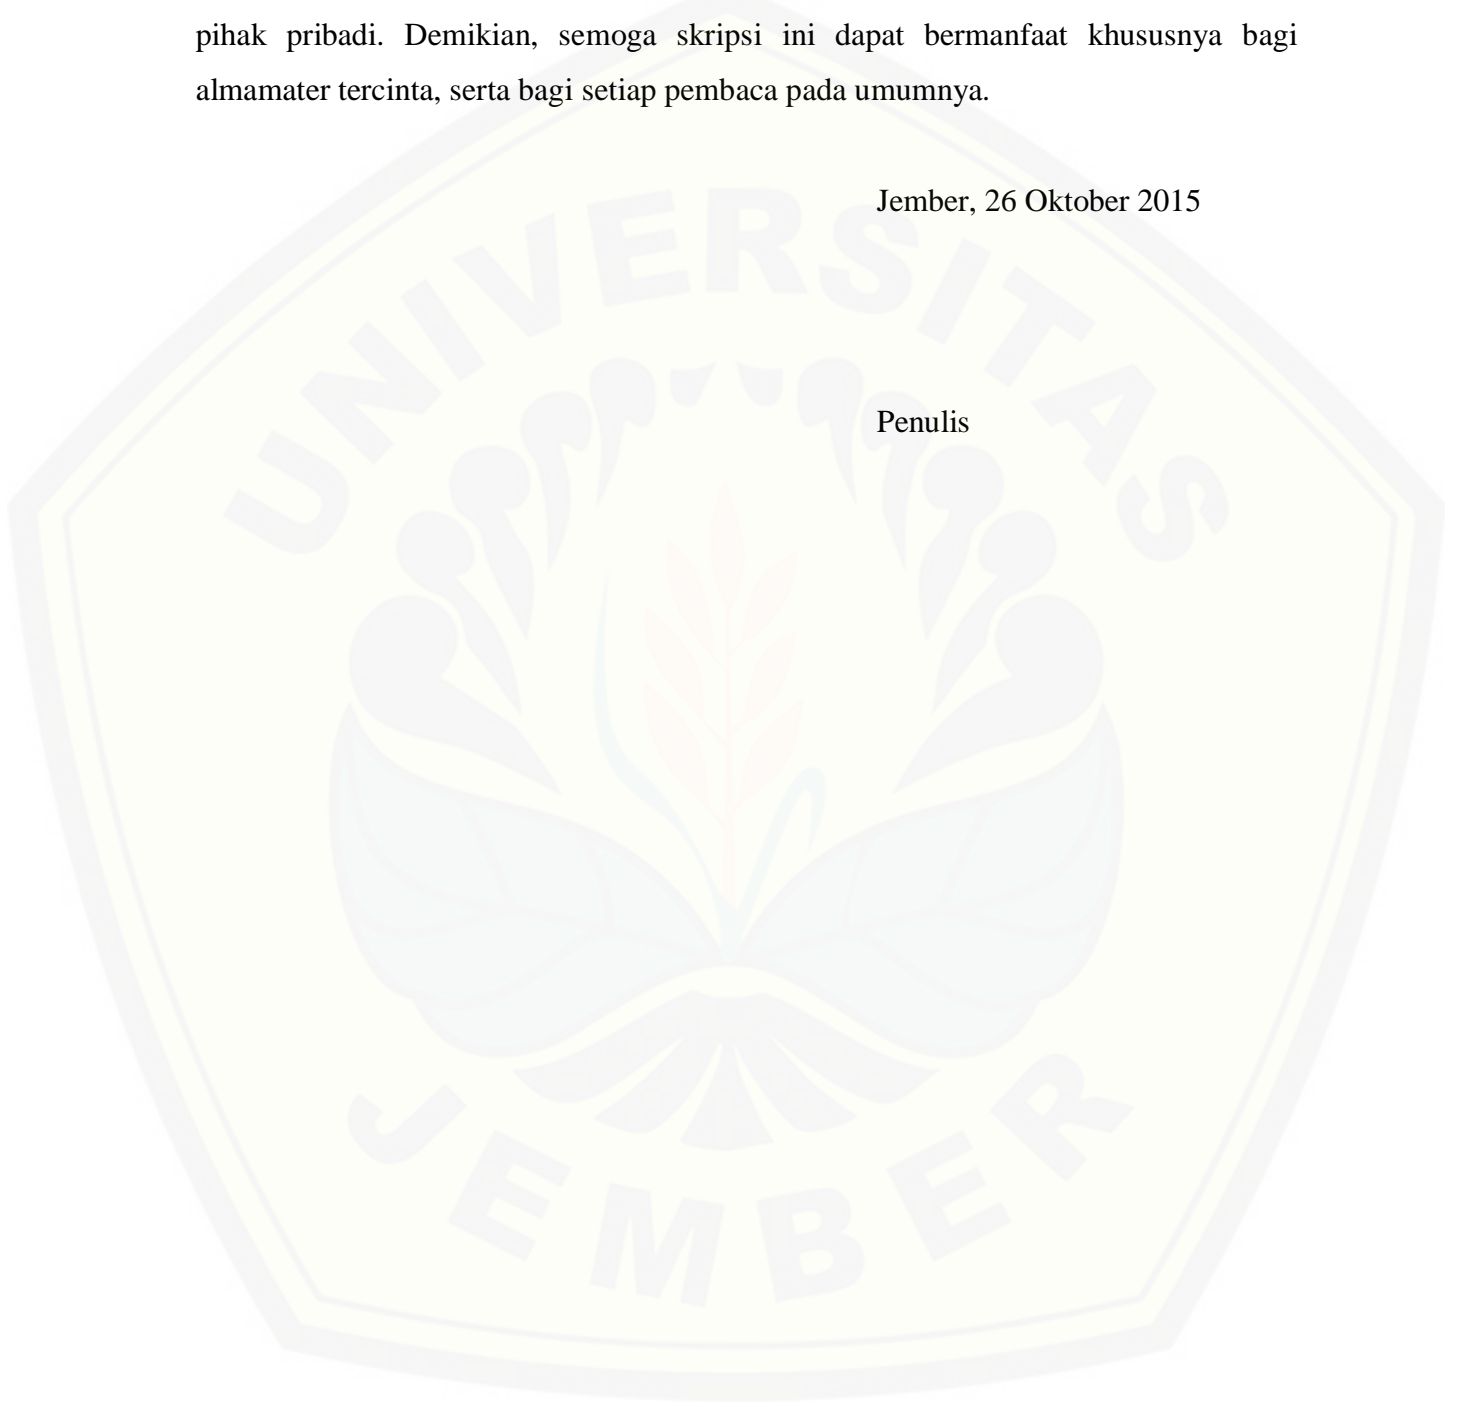 pihak pribadi. Demikian, semoga skripsi ini dapat bermanfaat khususnya bagi
almamater tercinta, serta bagi setiap pembaca pada umumnya.
Jember, 26 Oktober 2015
Penulis
UNIVERSITAS
JEMBER